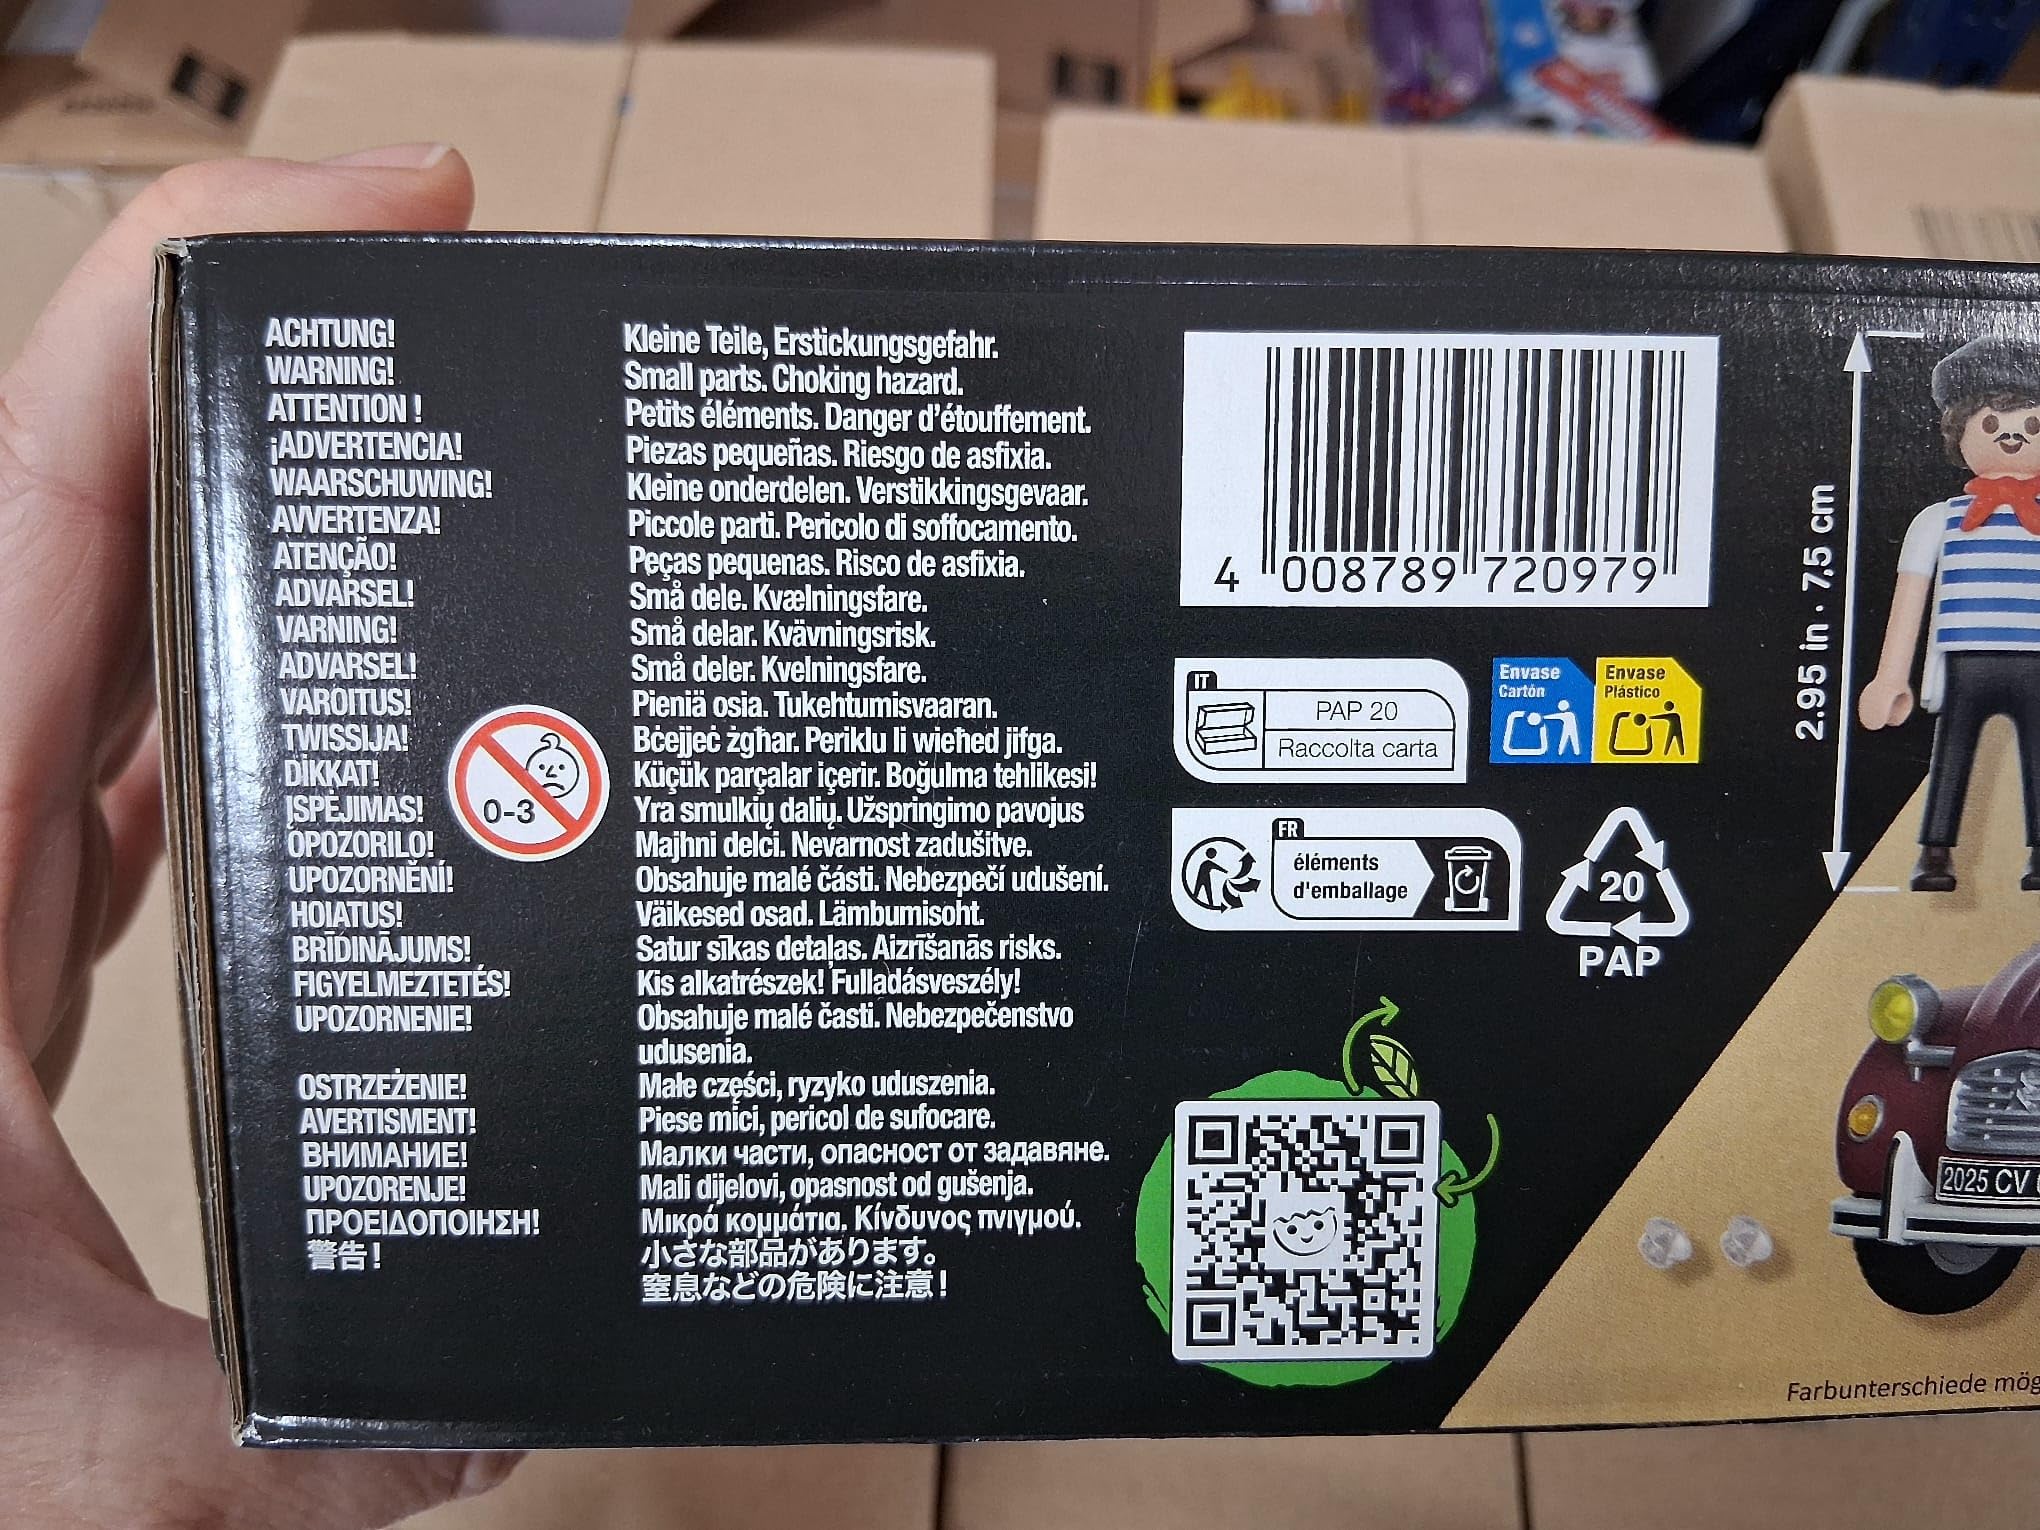 ACHTUNG! Kleine Teile, Erstickungsgefahr.
WARNING! Small parts. Choking hazard.
ATTENTION ! Petits éléments. Danger d'étouffement.
¡ADVERTENCIA! Piezas pequeñas. Riesgo de asfixia.
WAARSCHUWING! Kleine onderdelen. Verstikkingsgevaar.
AVVERTENZA! Piccole parti. Pericolo di soffocamento.
ATENÇÃO! Peças pequenas. Risco de asfixia.
ADVARSEL! Små dele. Kvælningsfare.
VARNING! Små delar. Kvävningsrisk.
ADVARSEL! Små deler. Kvelningsfare.
VAROITUS! Pieniä osia. Tukehtumisvaaran.
TWISSIJA! Bċejjeċ żgħar. Periklu li wieħed jifga.
DİKKAT! Küçük parçalar içerir. Boğulma tehlikesi!
ĮSPĖJIMAS! Yra smulkių dalių. Užspringimo pavojus
OPOZORILO! Majhni delci. Nevarnost zadušitve.
UPOZORNĚNÍ! Obsahuje malé části. Nebezpečí udušení.
HOIATUS! Väikesed osad. Lämbumisoht.
BRĪDINĀJUMS! Satur sīkas detaļas. Aizrīšanās risks.
FIGYELMEZTETÉS! Kis alkatrészek! Fulladásveszély!
UPOZORNENIE! Obsahuje malé časti. Nebezpečenstvo
udusenia.
OSTRZEŻENIE! Małe części, ryzyko uduszenia.
AVERTISMENT! Piese mici, pericol de sufocare.
ВНИМАНИЕ! Малки части, опасност от задавяне.
UPOZORENJE! Mali dijelovi, opasnost od gušenja.
ΠΡΟΕΙΔΟΠΟΙΗΣΗ! Μικρά κομμάτια. Κίνδυνος πνιγμού.
警告! 小さな部品があります。
窒息などの危険に注意!
0-3
4 008789 720979
IT
PAP 20
Raccolta carta
Envase
Cartón
Envase
Plástico
FR
éléments
d'emballage
20
PAP
2.95 in · 7,5 cm
2025 CV
Farbunterschiede